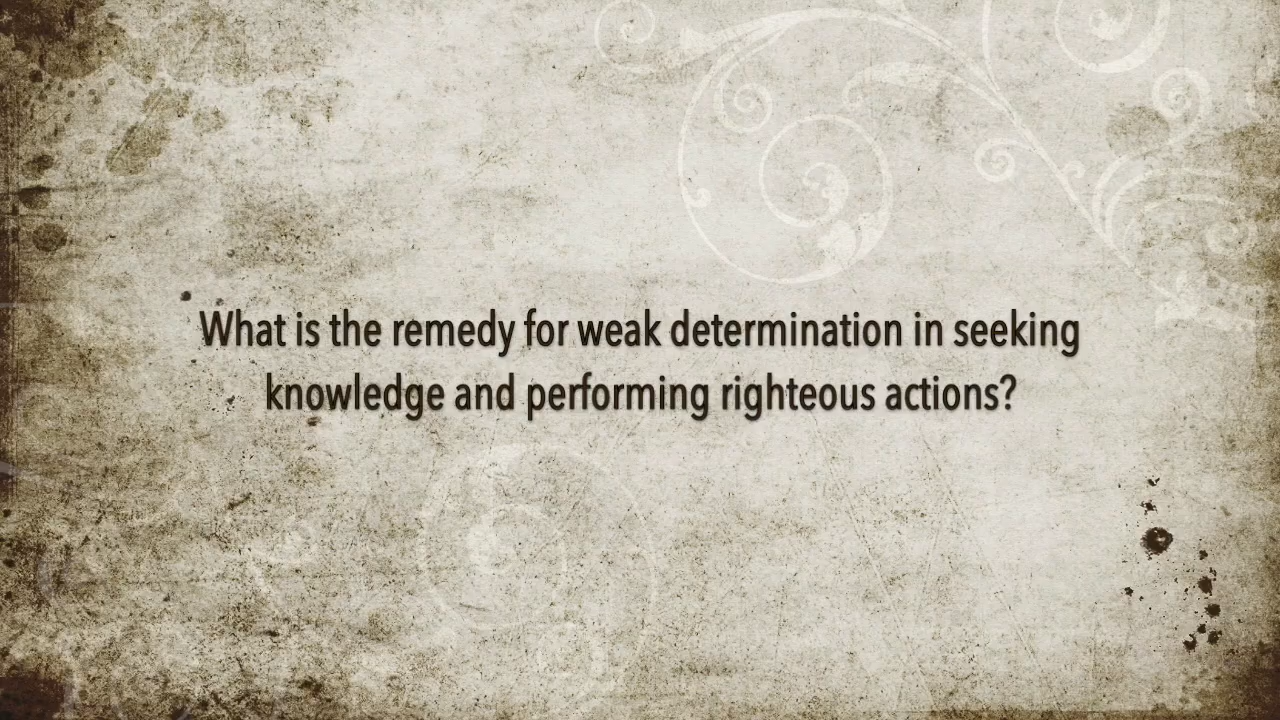 What is the remedy for weak determination in seeking
knowledge and performing righteous actions?